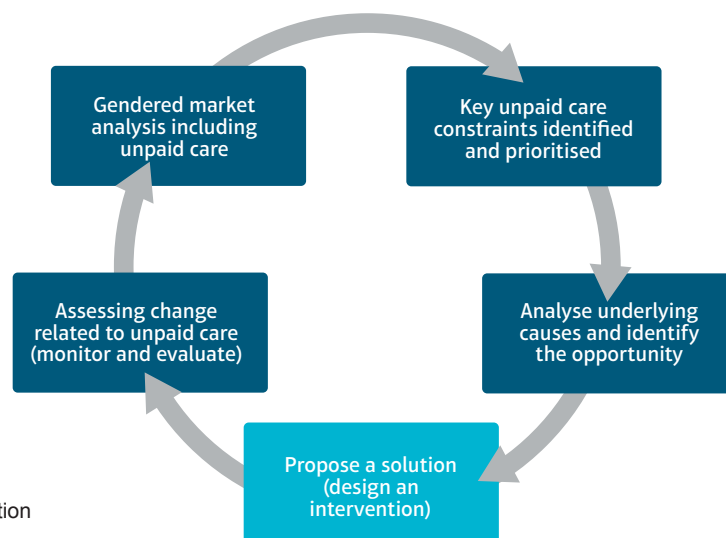 Gendered market
analysis including
unpaid care
Key unpaid care
constraints identified
and prioritised
Analyse underlying
causes and identify
the opportunity
Propose a solution
(design an
intervention)
Assessing change
related to unpaid care
(monitor and evaluate)
tion